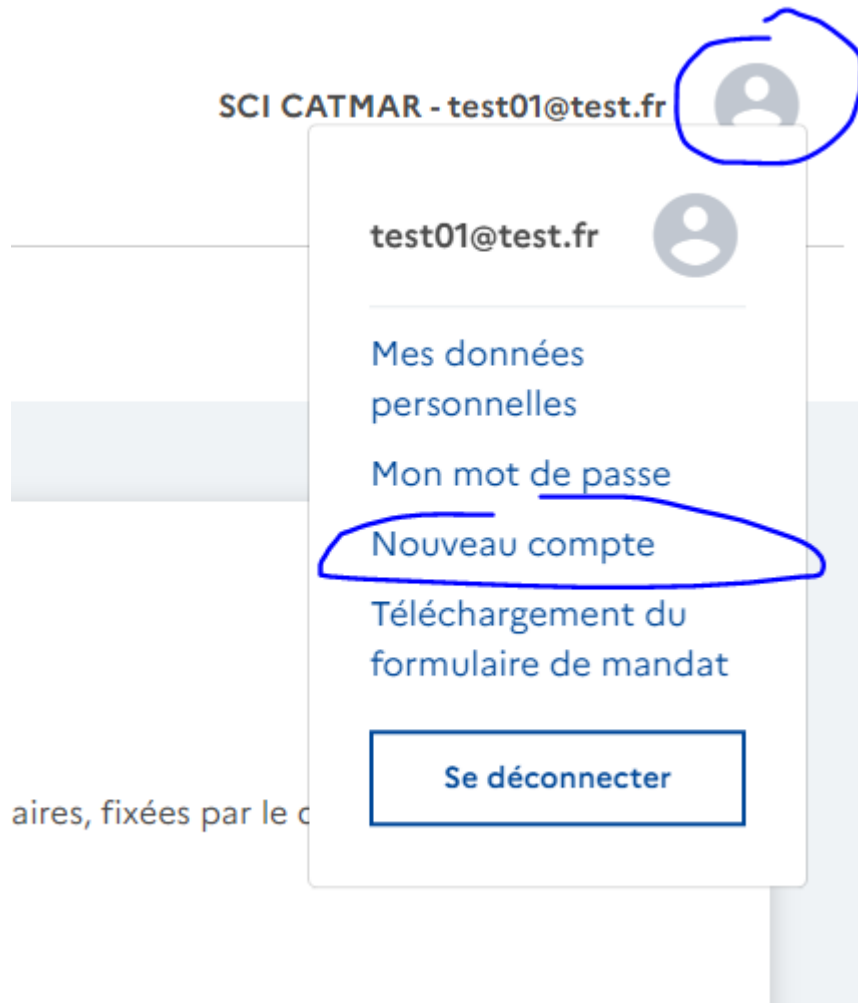 SCI CATMAR - test01@test.fr
test01@test.fr
Mes données
personnelles
Mon mot de passe
Nouveau compte
Téléchargement du
formulaire de mandat
Se déconnecter
aires, fixées par le